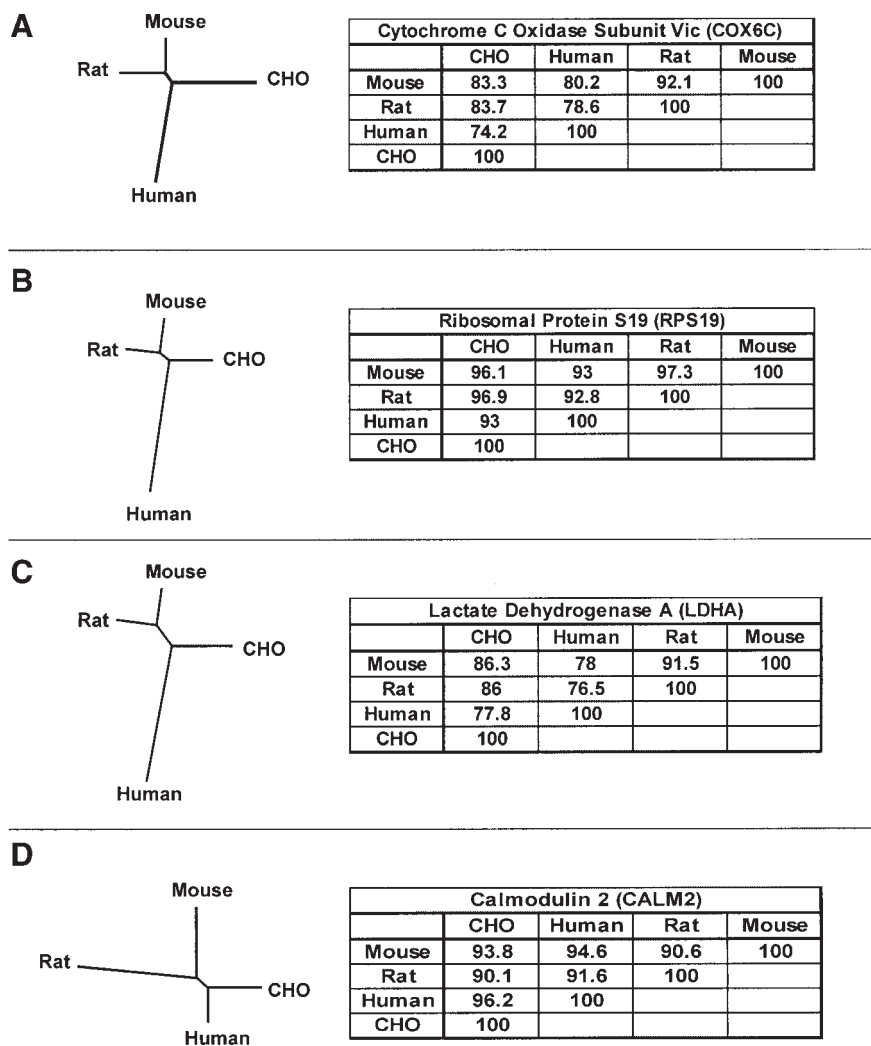 A
Mouse
Rat
CHO
Human
Cytochrome C Oxidase Subunit Vic (COX6C)
CHO Human Rat Mouse
Mouse 83.3 80.2 92.1 100
Rat 83.7 78.6 100
Human 74.2 100
CHO 100
B
Mouse
Rat
CHO
Human
Ribosomal Protein S19 (RPS19)
CHO Human Rat Mouse
Mouse 96.1 93 97.3 100
Rat 96.9 92.8 100
Human 93 100
CHO 100
C
Mouse
Rat
CHO
Human
Lactate Dehydrogenase A (LDHA)
CHO Human Rat Mouse
Mouse 86.3 78 91.5 100
Rat 86 76.5 100
Human 77.8 100
CHO 100
D
Mouse
Rat
CHO
Human
Calmodulin 2 (CALM2)
CHO Human Rat Mouse
Mouse 93.8 94.6 90.6 100
Rat 90.1 91.6 100
Human 96.2 100
CHO 100